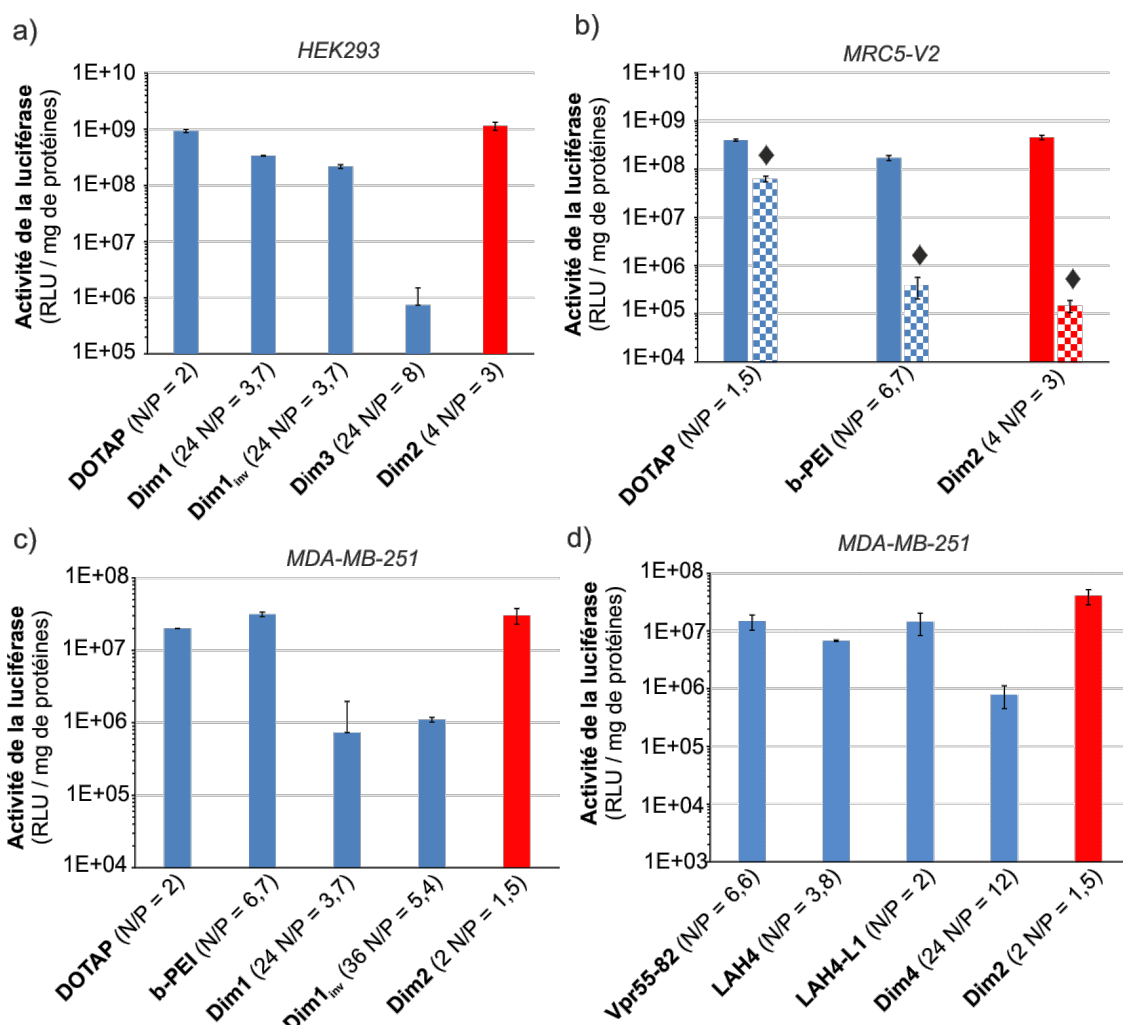 a)
HEK293
Activité de la luciférase
(RLU / mg de protéines)
1E+10
1E+09
1E+08
1E+07
1E+06
1E+05
DOTAP (N/P = 2)
Dim1 (24 N/P = 3,7)
Dim1inv (24 N/P = 3,7)
Dim3 (24 N/P = 8)
Dim2 (4 N/P = 3)
b)
MRC5-V2
Activité de la luciférase
(RLU / mg de protéines)
1E+10
1E+09
1E+08
1E+07
1E+06
1E+05
1E+04
DOTAP (N/P = 1,5)
b-PEI (N/P = 6,7)
Dim2 (4 N/P = 3)
c)
MDA-MB-251
Activité de la luciférase
(RLU / mg de protéines)
1E+08
1E+07
1E+06
1E+05
1E+04
DOTAP (N/P = 2)
b-PEI (N/P = 6,7)
Dim1 (24 N/P = 3,7)
Dim1inv (36 N/P = 5,4)
Dim2 (2 N/P = 1,5)
d)
MDA-MB-251
Activité de la luciférase
(RLU / mg de protéines)
1E+08
1E+07
1E+06
1E+05
1E+04
1E+03
Vpr55-82 (N/P = 6,6)
LAH4 (N/P = 3,8)
LAH4-L1 (N/P = 2)
Dim4 (24 N/P = 12)
Dim2 (2 N/P = 1,5)